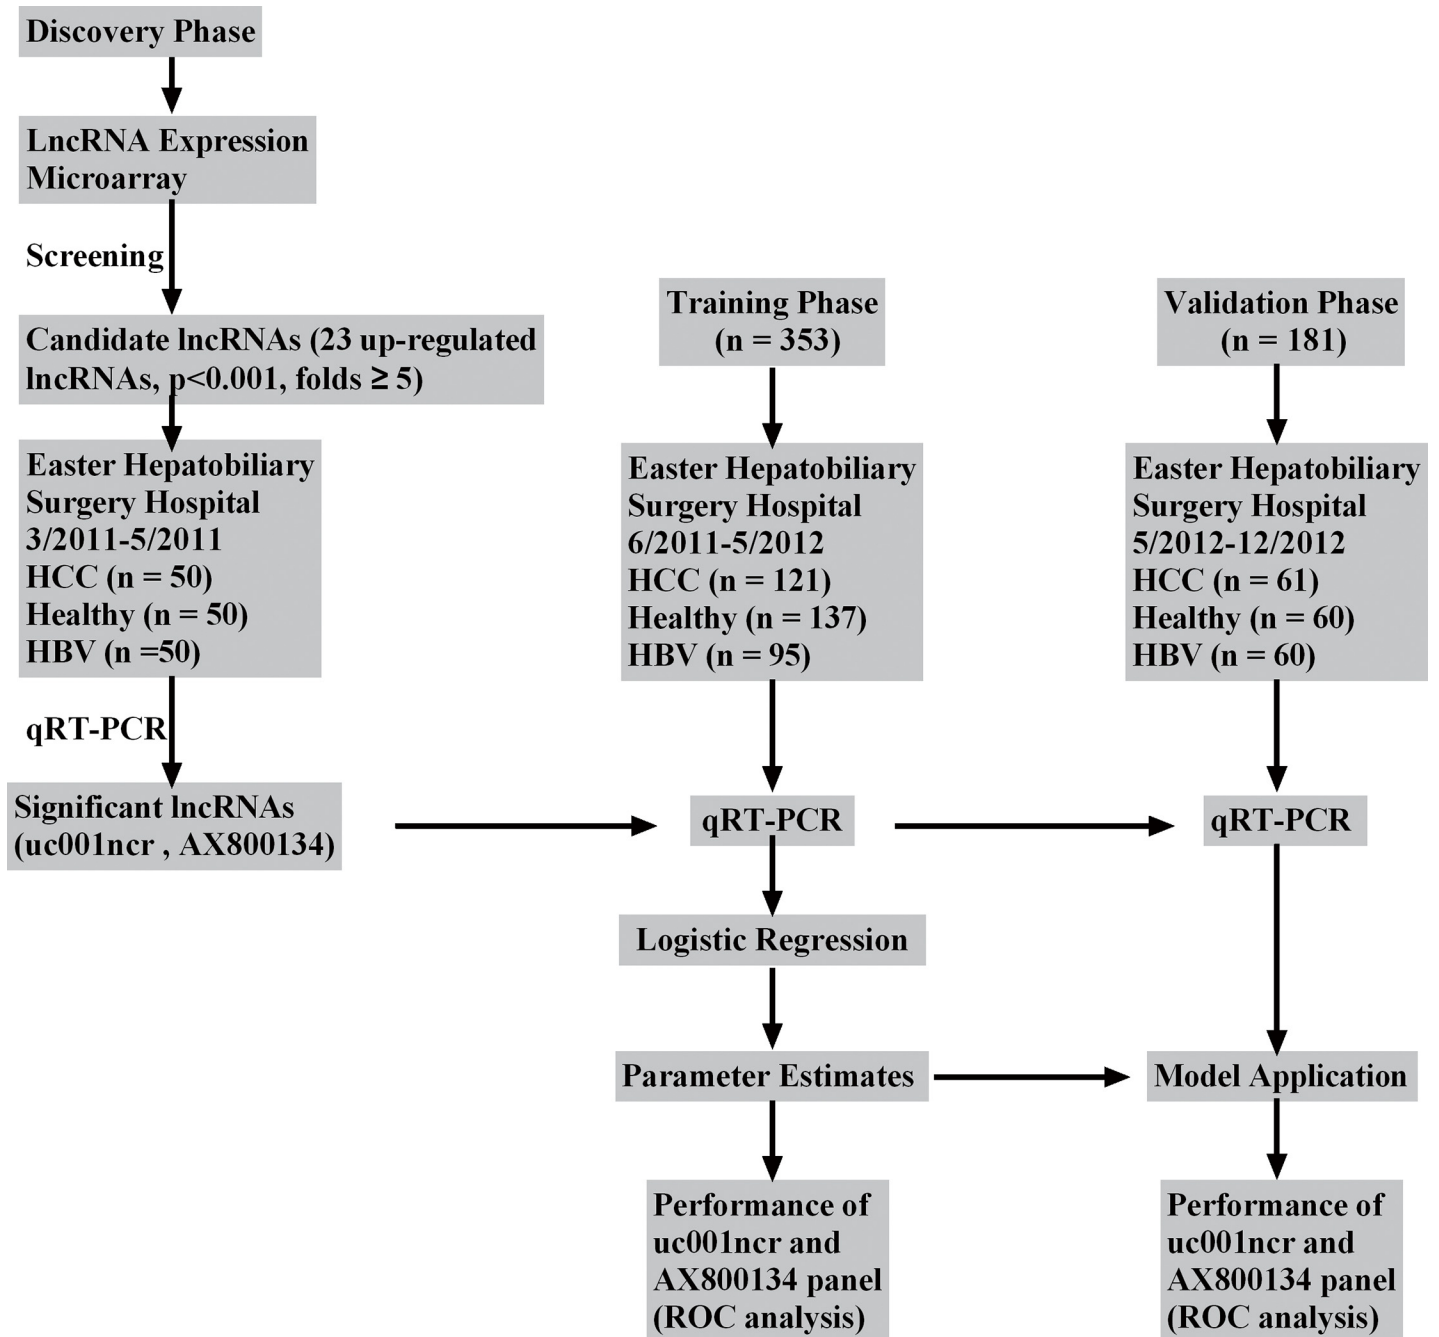 Discovery Phase
LncRNA Expression
Microarray
Screening
Candidate lncRNAs (23 up-regulated
lncRNAs, p<0.001, folds ≥ 5)
Easter Hepatobiliary
Surgery Hospital
3/2011-5/2011
HCC (n = 50)
Healthy (n = 50)
HBV (n =50)
qRT-PCR
Significant lncRNAs
(uc001ncr , AX800134)
Training Phase
(n = 353)
Easter Hepatobiliary
Surgery Hospital
6/2011-5/2012
HCC (n = 121)
Healthy (n = 137)
HBV (n = 95)
qRT-PCR
Logistic Regression
Parameter Estimates
Performance of
uc001ncr and
AX800134 panel
(ROC analysis)
Validation Phase
(n = 181)
Easter Hepatobiliary
Surgery Hospital
5/2012-12/2012
HCC (n = 61)
Healthy (n = 60)
HBV (n = 60)
qRT-PCR
Model Application
Performance of
uc001ncr and
AX800134 panel
(ROC analysis)